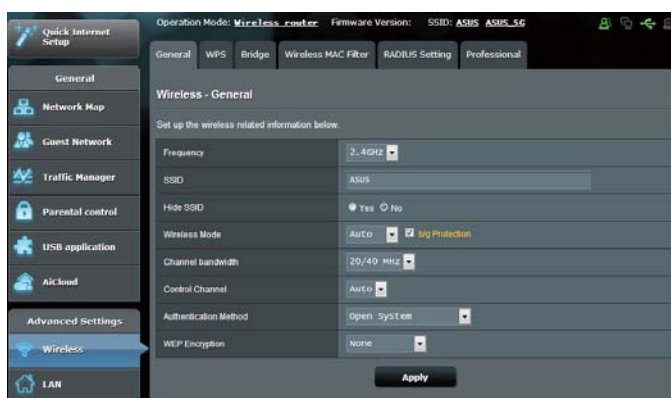 Quick Internet
Setup
Operation Mode: Wireless router Firmware Version: SSID: ASUS ASUS_5G
General WPS Bridge Wireless MAC Filter RADIUS Setting Professional
General
Network Map
Guest Network
Traffic Manager
Parental control
USB application
AiCloud
Advanced Settings
Wireless
LAN
Wireless - General
Set up the wireless related information below.
Frequency 2.4GHz
SSID ASUS
Hide SSID Yes No
Wireless Mode Auto b/g Protection
Channel bandwidth 20/40 MHz
Control Channel Auto
Authentication Method Open System
WEP Encryption None
Apply